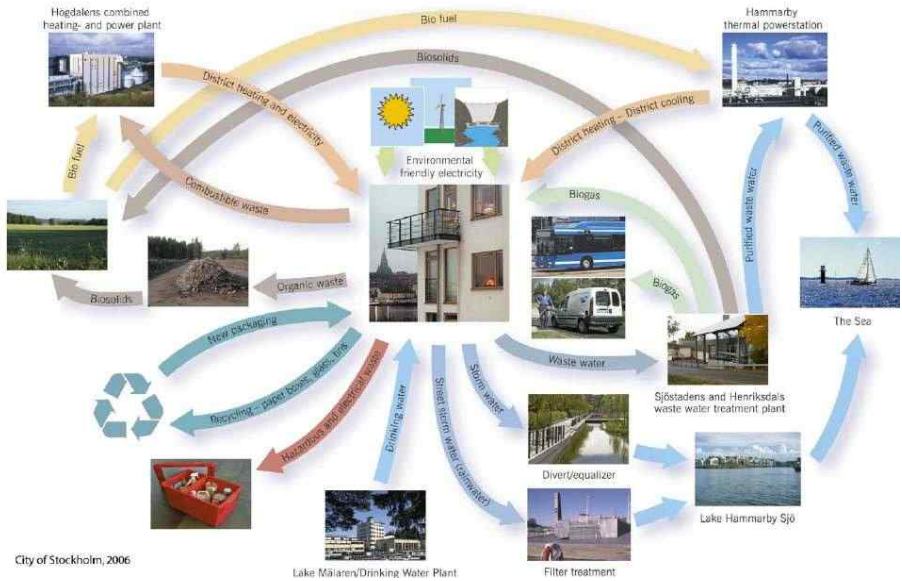 Högdalens combined
heating- and power plant
Bio fuel
Hammarby
thermal powerstation
Biosolids
District heating and electricity
District heating – District cooling
Environmental
friendly electricity
Bio fuel
Combustible waste
Purified waste water
Purified waste water
Biogas
Biosolids
Organic waste
Biogas
The Sea
New packaging
Waste water
Recycling – paper boxes, glass, tins
Sjöstadens and Henriksdals
waste water treatment plant
Hazardous and electrical waste
Drinking water
Street storm water (rainwater)
Storm water
Divert/equalizer
Lake Hammarby Sjö
City of Stockholm, 2006
Lake Mälaren/Drinking Water Plant
Filter treatment